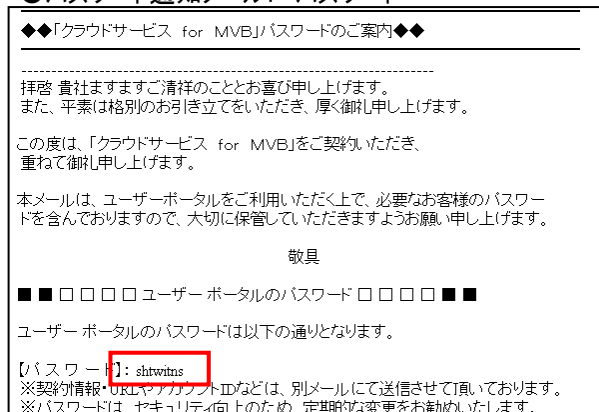 ◆◆「クラウドサービス for MVB」パスワードのご案内◆◆
------------------------------------------------------------------
拝啓 貴社ますますご清祥のこととお喜び申し上げます。
また、平素は格別のお引き立てをいただき、厚く御礼申し上げます。
この度は、「クラウドサービス for MVB」をご契約いただき、
重ねて御礼申し上げます。
本メールは、ユーザーポータルをご利用いただく上で、必要なお客様のパスワー
ドを含んでおりますので、大切に保管していただきますようお願い申し上げます。
敬具
■ ■ □ □ □ □ ユーザー ポータルのパスワード □ □ □ □ ■ ■
ユーザー ポータルのパスワードは以下の通りとなります。
【パ ス ワ ー ド】: shtwitns
※契約情報・URLやアカウントIDなどは、別メールにて送信させて頂いております。
※パスワードは、セキュリティ向上のため、定期的な変更をお勧めいたします。